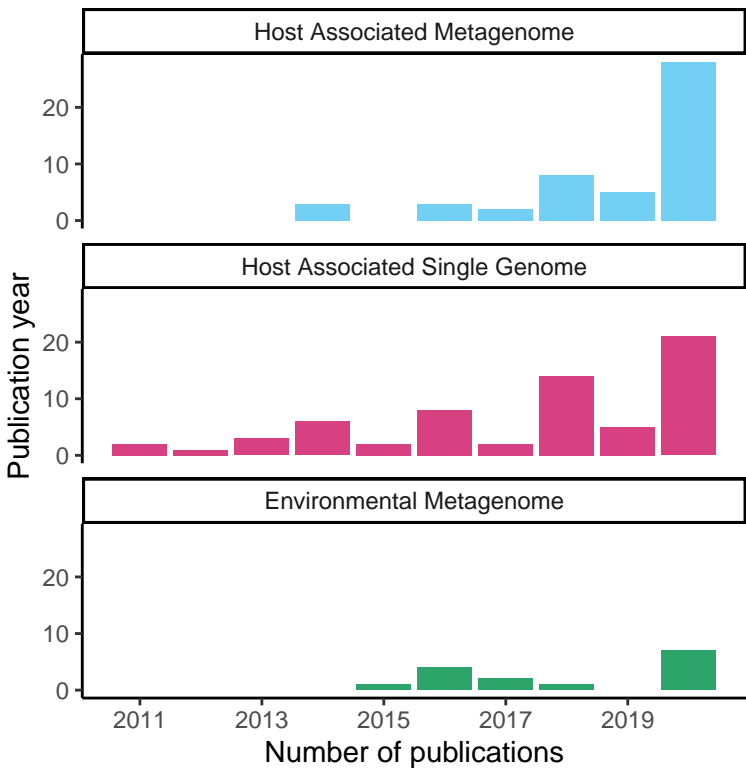 Host Associated Metagenome
20
10
0
Host Associated Single Genome
20
10
0
Environmental Metagenome
20
10
0
2011 2013 2015 2017 2019
Number of publications
Publication year